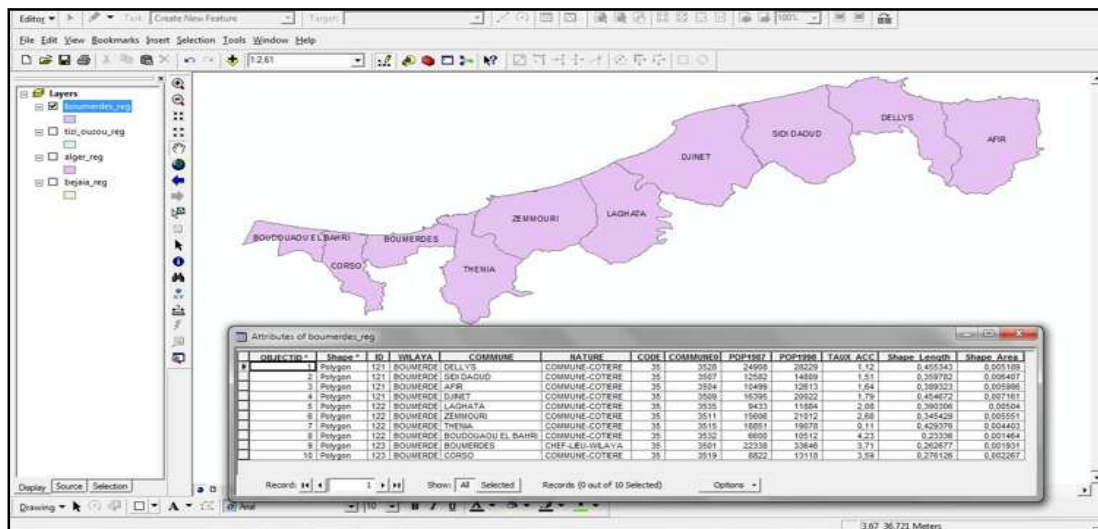 Editor Task: Create New Feature Target: 100%
File Edit View Bookmarks Insert Selection Tools Window Help
1:2,61
Layers
boumerdes_reg
tizi_ouzou_reg
alger_reg
bejaia_reg
DELLYS
SIDI DAOUD
AFIR
DJINET
LAGHATA
ZEMMOURI
BOUDOUAOU EL BAHRI
BOUMERDES
CORSO
THENIA
Attributes of boumerdes_reg
OBJECTID * Shape * ID WILAYA COMMUNE NATURE CODE COMMUNE0 POP1987 POP1998 TAUX_ACC Shape_Length Shape_Area
1 Polygon 121 BOUMERDE DELLYS COMMUNE-COTIERE 35 3528 24908 28229 1,12 0,455343 0,005189
2 Polygon 121 BOUMERDE SIDI DAOUD COMMUNE-COTIERE 35 3507 12582 14889 1,51 0,359782 0,006407
3 Polygon 121 BOUMERDE AFIR COMMUNE-COTIERE 35 3504 10499 12613 1,64 0,389323 0,005986
4 Polygon 121 BOUMERDE DJINET COMMUNE-COTIERE 35 3509 16395 20022 1,79 0,454872 0,007161
5 Polygon 122 BOUMERDE LAGHATA COMMUNE-COTIERE 35 3535 9433 11884 2,08 0,390306 0,00504
6 Polygon 122 BOUMERDE ZEMMOURI COMMUNE-COTIERE 35 3511 15606 21012 2,68 0,345429 0,005551
7 Polygon 122 BOUMERDE THENIA COMMUNE-COTIERE 35 3515 19078 0,11 0,429376 0,004403
8 Polygon 122 BOUMERDE BOUDOUAOU EL BAHRI COMMUNE-COTIERE 35 3532 6600 10512 4,23 0,23336 0,001464
9 Polygon 123 BOUMERDE BOUMERDES CHEF-LIEU-WILAYA 35 3501 22338 33646 3,71 0,262677 0,001931
10 Polygon 123 BOUMERDE CORSO COMMUNE-COTIERE 35 3519 8822 13118 3,59 0,276126 0,002267
Record: 1 Show: All Selected Records (0 out of 10 Selected) Options
Display Source Selection
Drawing A Arial 10 B I U A
3,67 36,721 Meters